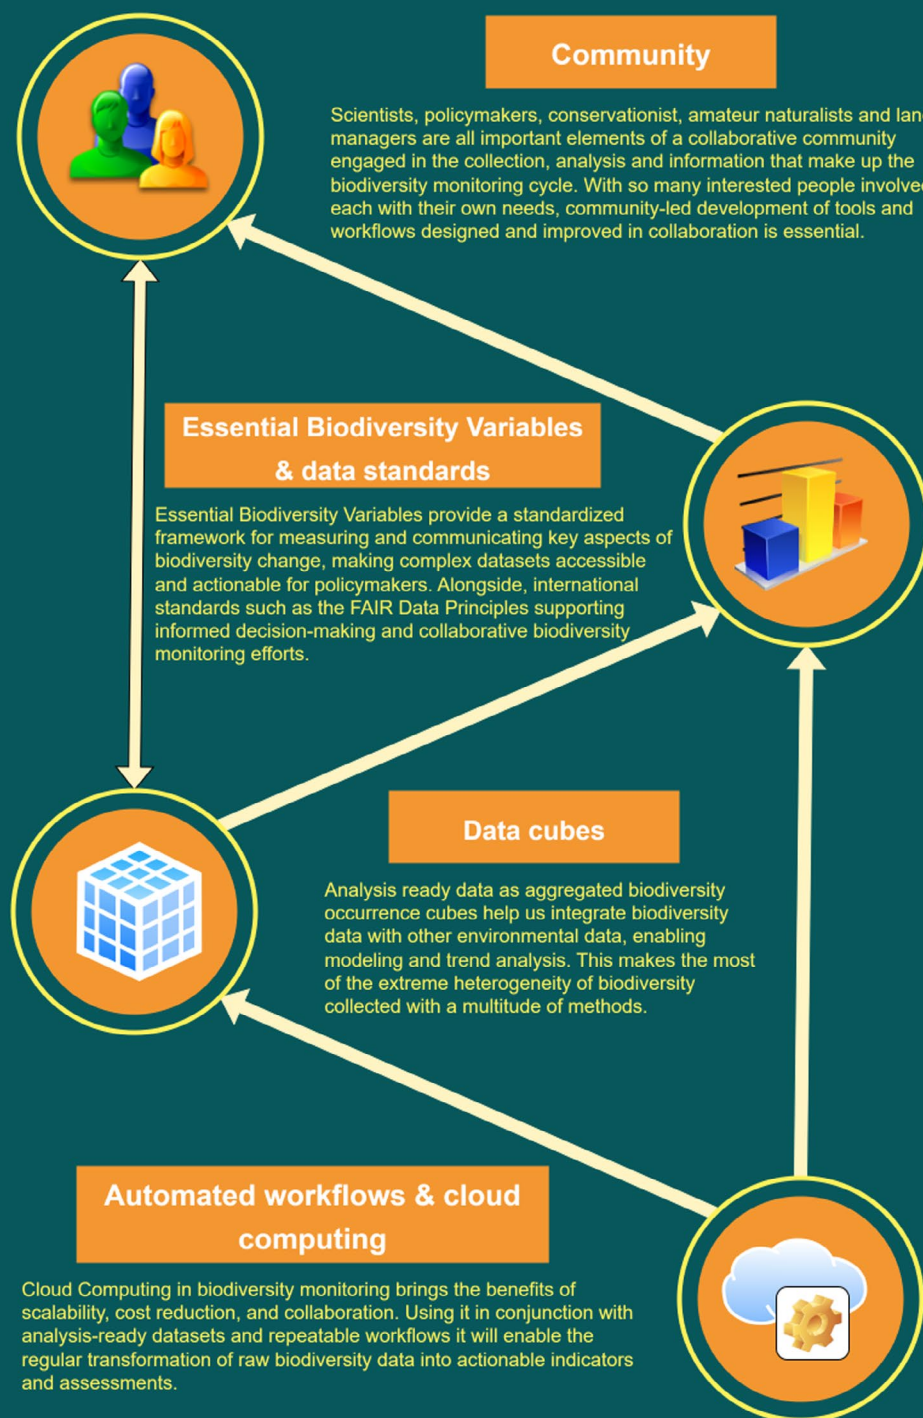 Community
Scientists, policymakers, conservationist, amateur naturalists and lan
managers are all important elements of a collaborative community
engaged in the collection, analysis and information that make up the
biodiversity monitoring cycle. With so many interested people involve
each with their own needs, community-led development of tools and
workflows designed and improved in collaboration is essential.
Essential Biodiversity Variables
& data standards
Essential Biodiversity Variables provide a standardized
framework for measuring and communicating key aspects of
biodiversity change, making complex datasets accessible
and actionable for policymakers. Alongside, international
standards such as the FAIR Data Principles supporting
informed decision-making and collaborative biodiversity
monitoring efforts.
Data cubes
Analysis ready data as aggregated biodiversity
occurrence cubes help us integrate biodiversity
data with other environmental data, enabling
modeling and trend analysis. This makes the most
of the extreme heterogeneity of biodiversity
collected with a multitude of methods.
Automated workflows & cloud
computing
Cloud Computing in biodiversity monitoring brings the benefits of
scalability, cost reduction, and collaboration. Using it in conjunction with
analysis-ready datasets and repeatable workflows it will enable the
regular transformation of raw biodiversity data into actionable indicators
and assessments.